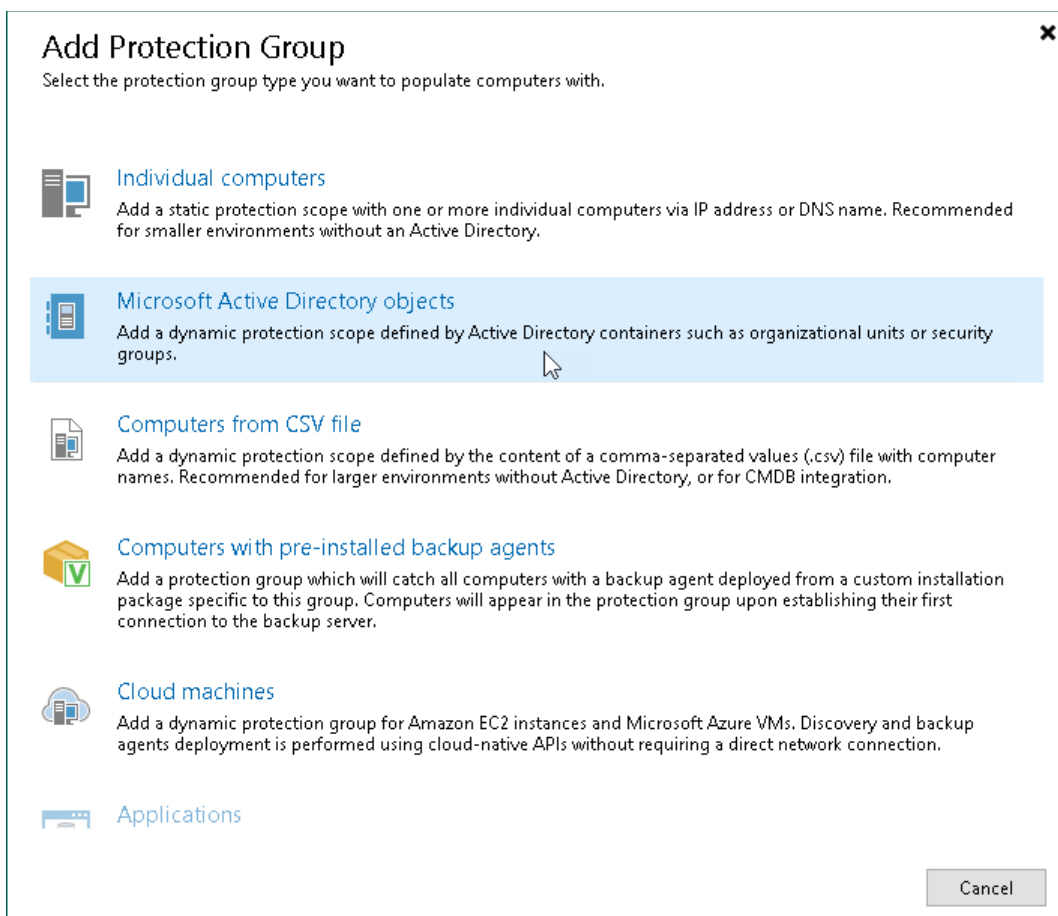 Add Protection Group
Select the protection group type you want to populate computers with.
Individual computers
Add a static protection scope with one or more individual computers via IP address or DNS name. Recommended
for smaller environments without an Active Directory.
Microsoft Active Directory objects
Add a dynamic protection scope defined by Active Directory containers such as organizational units or security
groups.
Computers from CSV file
Add a dynamic protection scope defined by the content of a comma-separated values (.csv) file with computer
names. Recommended for larger environments without Active Directory, or for CMDB integration.
Computers with pre-installed backup agents
V
Add a protection group which will catch all computers with a backup agent deployed from a custom installation
package specific to this group. Computers will appear in the protection group upon establishing their first
connection to the backup server.
Cloud machines
Add a dynamic protection group for Amazon EC2 instances and Microsoft Azure VMs. Discovery and backup
agents deployment is performed using cloud-native APIs without requiring a direct network connection.
Applications
Cancel